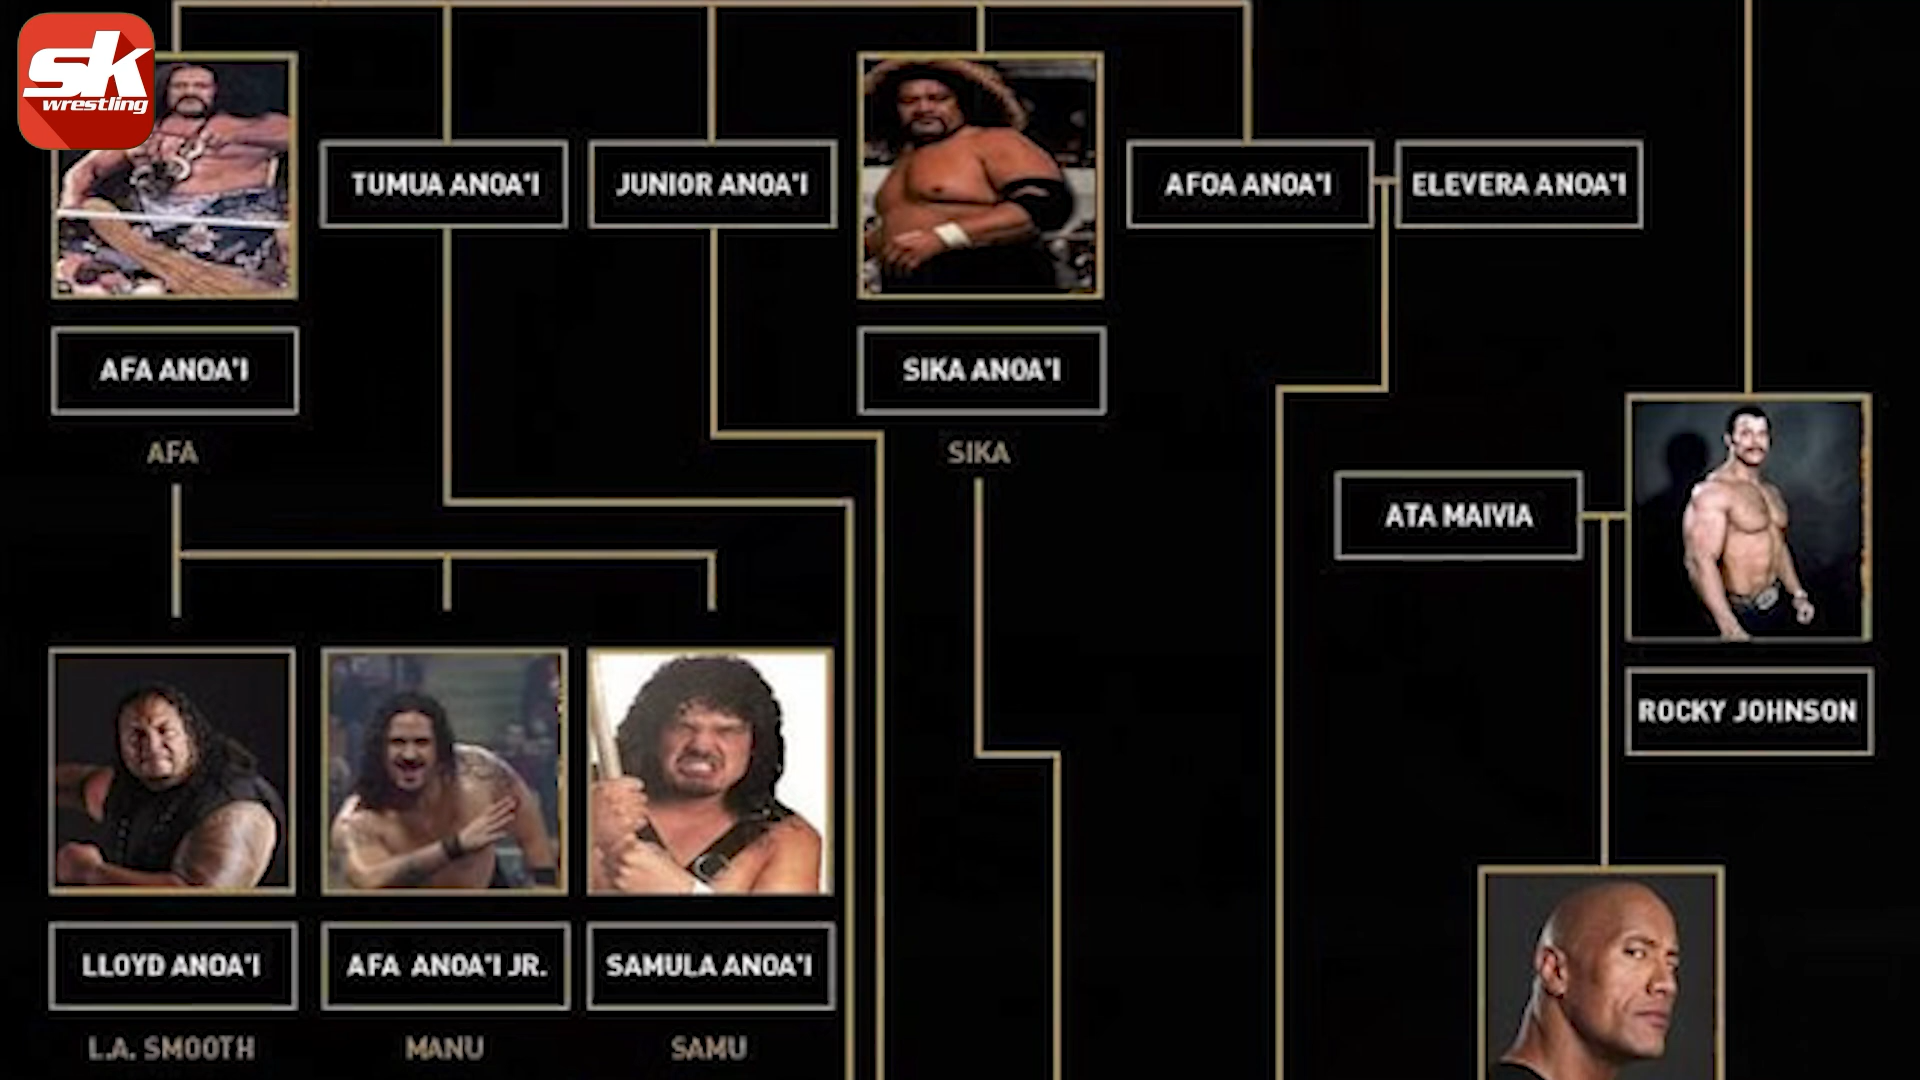 sk
wrestling
TUMUA ANOA'I
JUNIOR ANOA'I
AFOA ANOA'I
ELEVERA ANOA'I
AFA ANOA'I
SIKA ANOA'I
AFA
SIKA
ATA MAIVIA
ROCKY JOHNSON
LLOYD ANOA'I
AFA ANOA'I JR.
SAMULA ANOA'I
L.A. SMOOTH
MANU
SAMU